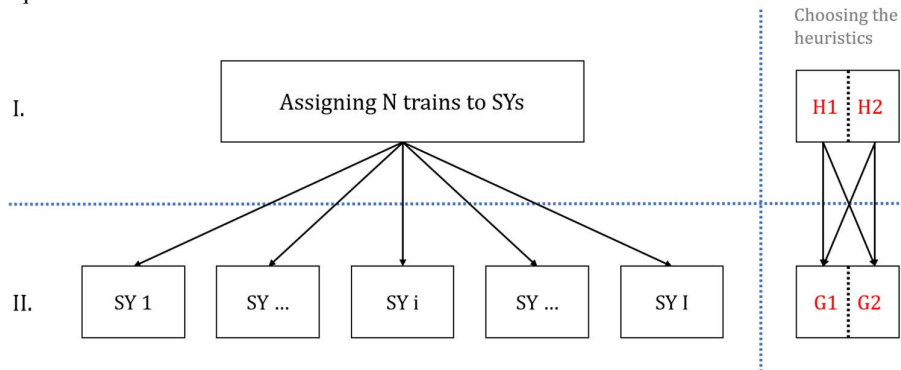 Choosing the
heuristics
I.
Assigning N trains to SYs
H1 H2
II.
SY 1
SY ...
SY i
SY ...
SY I
G1 G2